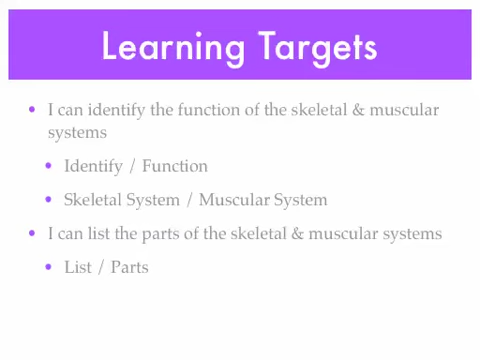 Learning Targets
• I can identify the function of the skeletal & muscular
systems
• Identify / Function
• Skeletal System / Muscular System
• I can list the parts of the skeletal & muscular systems
• List / Parts